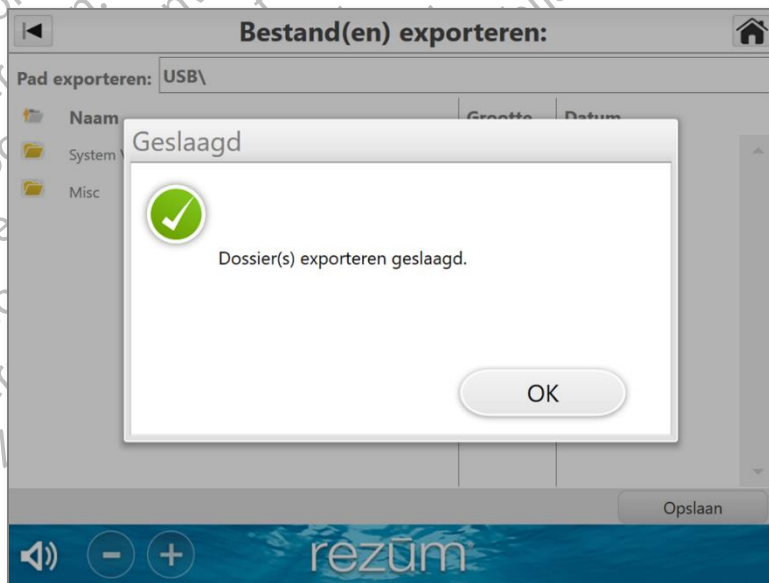 Bestand(en) exporteren:
Pad exporteren: USB\
Naam Grootte Datum
System
Misc
Geslaagd
Dossier(s) exporteren geslaagd.
OK
Opslaan
rezūm